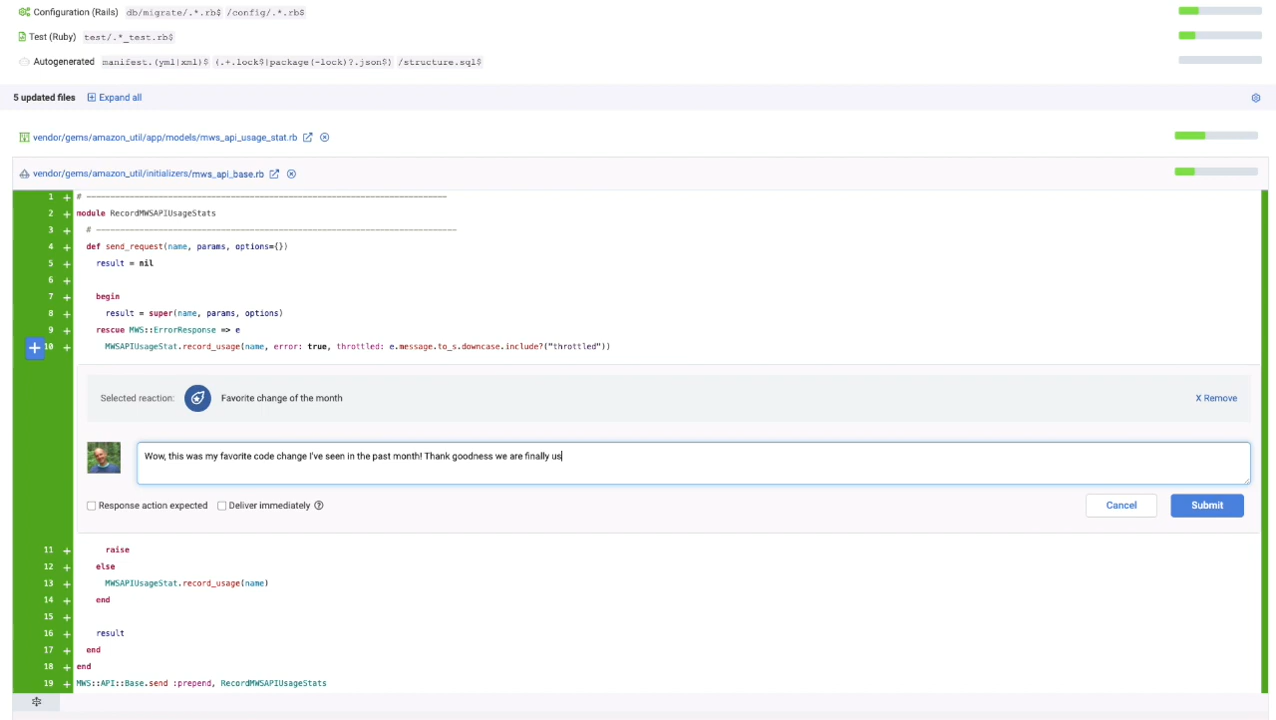 Configuration (Rails) db/migrate/.*.rb$ /config/.*.rb$
Test (Ruby) test/.*_test.rb$
Autogenerated manifest.(yml|xml)$ (.+.lock$|package(-lock)?.json$) /structure.sql$
5 updated files Expand all
vendor/gems/amazon_util/app/models/mws_api_usage_stat.rb
vendor/gems/amazon_util/initializers/mws_api_base.rb
1 + # ----------------------------------------------------------------------------
2 + module RecordMWSAPIUsageStats
3 + # ----------------------------------------------------------------------------
4 + def send_request(name, params, options={})
5 + result = nil
6 +
7 + begin
8 + result = super(name, params, options)
9 + rescue MWS::ErrorResponse => e
+ 10 + MWSAPIUsageStat.record_usage(name, error: true, throttled: e.message.to_s.downcase.include?("throttled"))
Selected reaction: Favorite change of the month X Remove
Wow, this was my favorite code change I've seen in the past month! Thank goodness we are finally us
Response action expected Deliver immediately ? Cancel Submit
11 + raise
12 + else
13 + MWSAPIUsageStat.record_usage(name)
14 + end
15 +
16 + result
17 + end
18 + end
19 + MWS::API::Base.send :prepend, RecordMWSAPIUsageStats